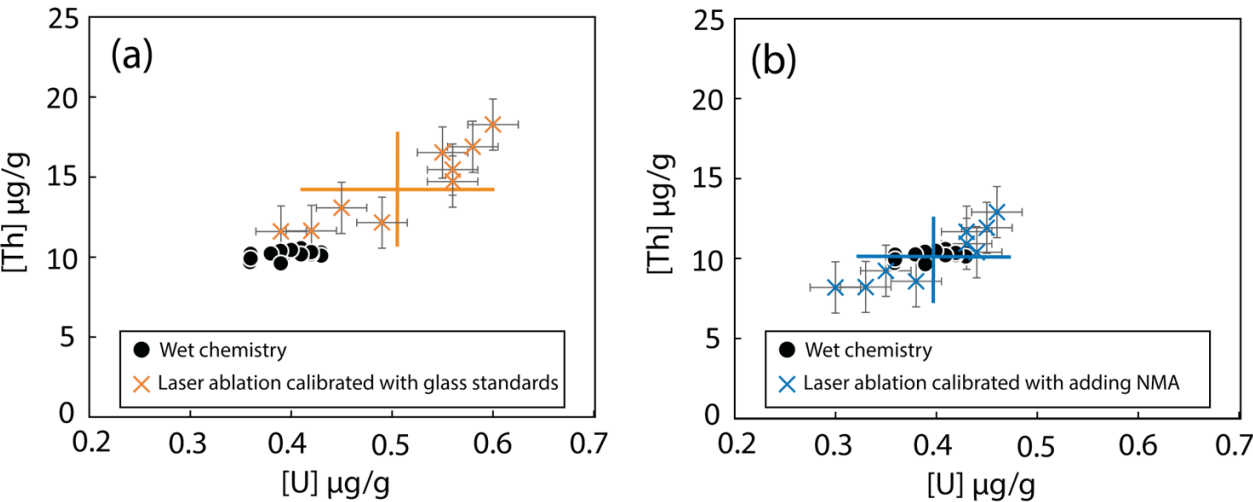 (a)
[Th] µg/g
25
20
15
10
5
0
Wet chemistry
Laser ablation calibrated with glass standards
0.2 0.3 0.4 0.5 0.6 0.7
[U] µg/g
(b)
[Th] µg/g
25
20
15
10
5
0
Wet chemistry
Laser ablation calibrated with adding NMA
0.2 0.3 0.4 0.5 0.6 0.7
[U] µg/g